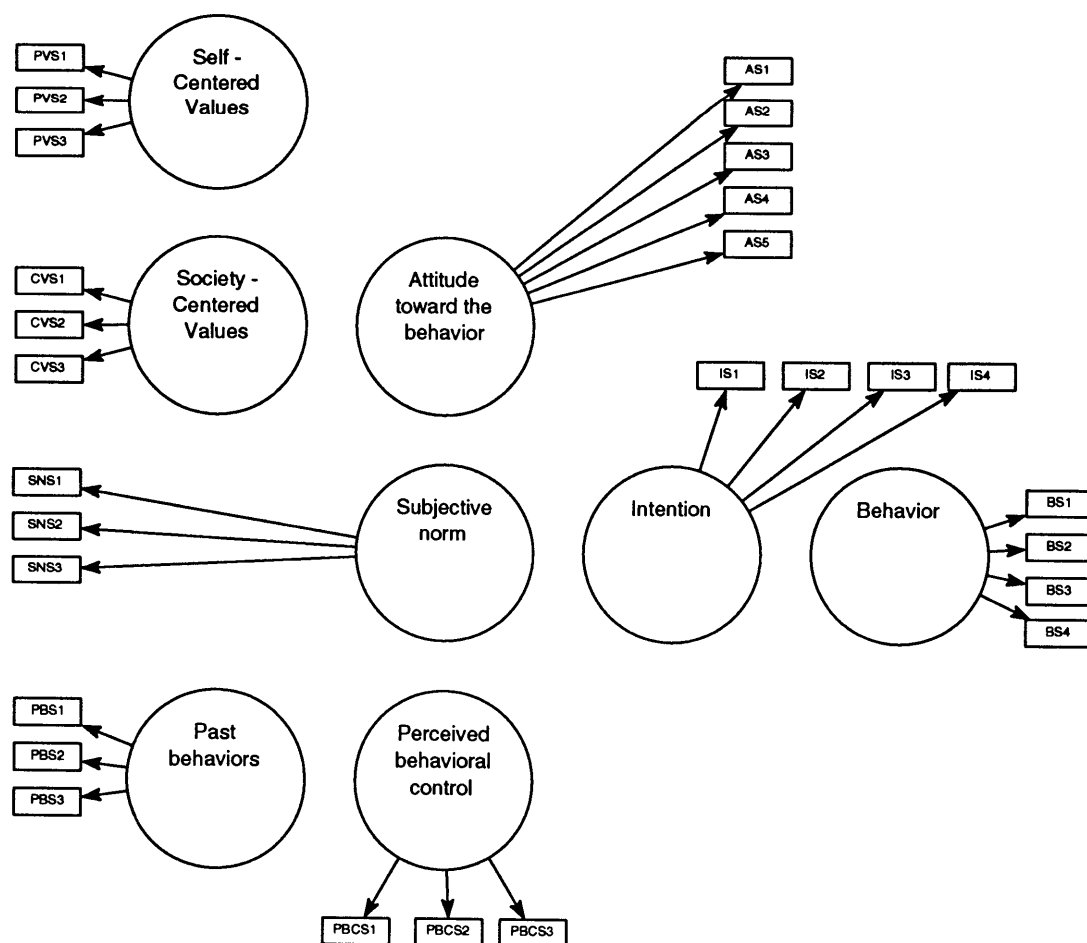 PVS1
PVS2
PVS3
Self -
Centered
Values
AS1
AS2
AS3
AS4
AS5
CVS1
CVS2
CVS3
Society -
Centered
Values
Attitude
toward the
behavior
IS1
IS2
IS3
IS4
SNS1
SNS2
SNS3
Subjective
norm
Intention
Behavior
BS1
BS2
BS3
BS4
PBS1
PBS2
PBS3
Past
behaviors
Perceived
behavioral
control
PBCS1
PBCS2
PBCS3